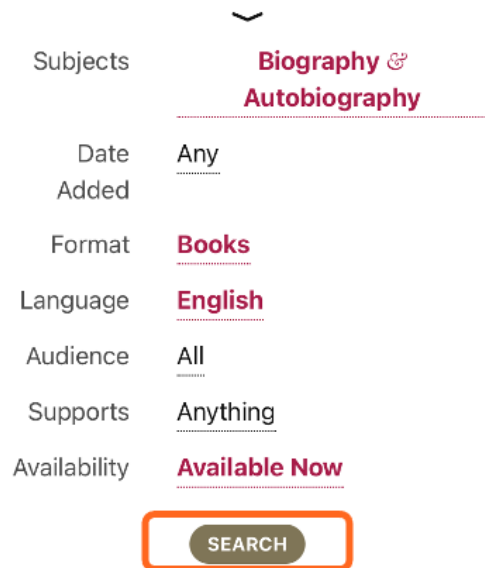 Subjects Biography & Autobiography
Date Added Any
Format Books
Language English
Audience All
Supports Anything
Availability Available Now
SEARCH